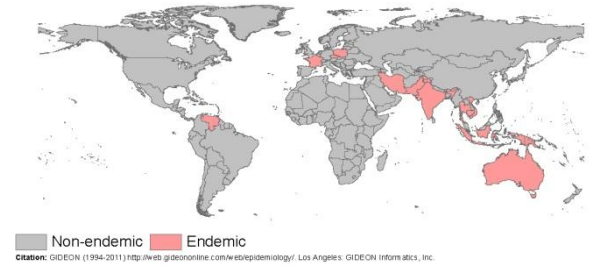 Non-endemic Endemic
Citation: GIDEON (1994-2011) http://web.gideononline.com/web/epidemiology/. Los Angeles: GIDEON Informatics, Inc.